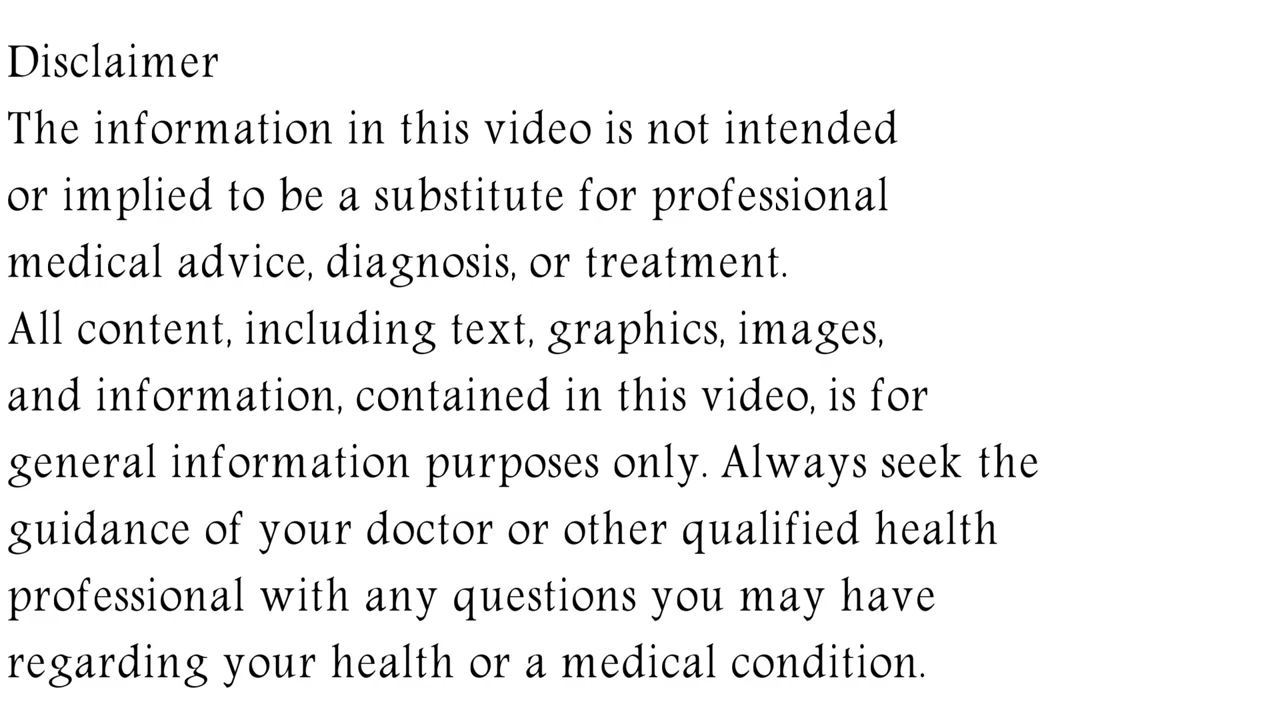 Disclaimer
The information in this video is not intended
or implied to be a substitute for professional
medical advice, diagnosis, or treatment.
All content, including text, graphics, images,
and information, contained in this video, is for
general information purposes only. Always seek the
guidance of your doctor or other qualified health
professional with any questions you may have
regarding your health or a medical condition.